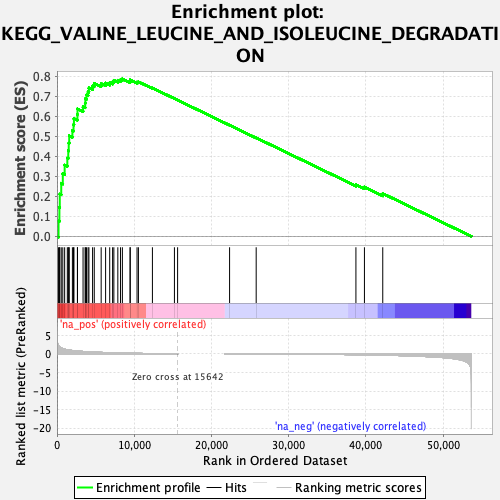 Enrichment plot:
KEGG_VALINE_LEUCINE_AND_ISOLEUCINE_DEGRADATI
ON
Enrichment score (ES)
0.8
0.7
0.6
0.5
0.4
0.3
0.2
0.1
0.0
'na_pos' (positively correlated)
Ranked list metric (PreRanked)
5
0
-5
-10
-15
-20
Zero cross at 15642
'na_neg' (negatively correlated)
0
10,000
20,000
30,000
40,000
50,000
Rank in Ordered Dataset
Enrichment profile
Hits
Ranking metric scores